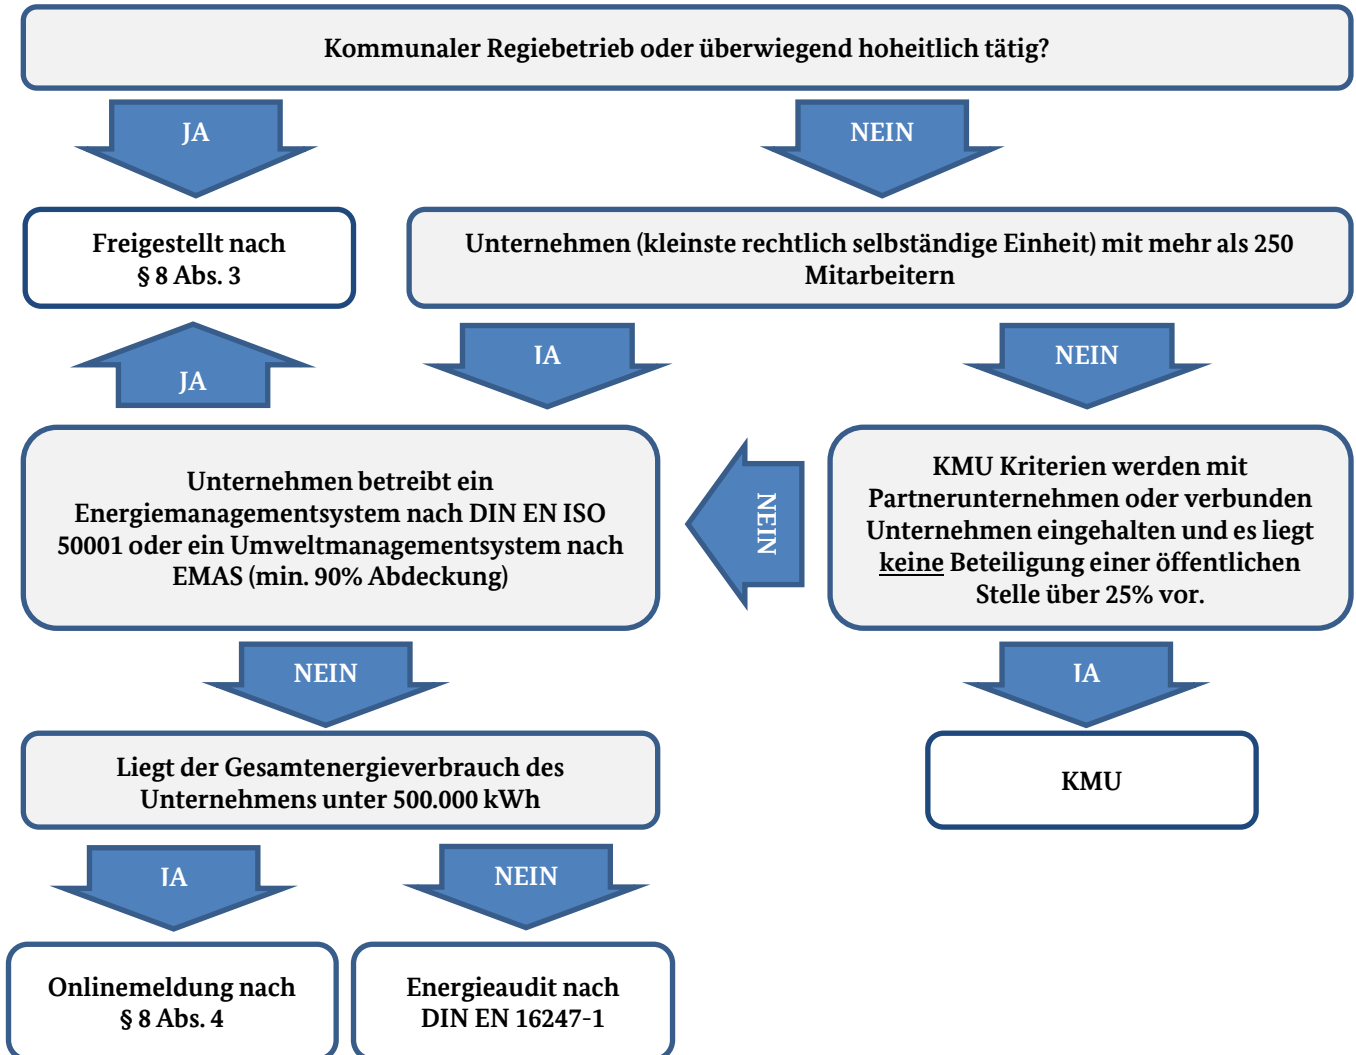 Kommunaler Regiebetrieb oder überwiegend hoheitlich tätig?
JA
NEIN
Freigestellt nach
§ 8 Abs. 3
Unternehmen (kleinste rechtlich selbständige Einheit) mit mehr als 250
Mitarbeitern
JA
JA
NEIN
Unternehmen betreibt ein
Energiemanagementsystem nach DIN EN ISO
50001 oder ein Umweltmanagementsystem nach
EMAS (min. 90% Abdeckung)
NEIN
KMU Kriterien werden mit
Partnerunternehmen oder verbunden
Unternehmen eingehalten und es liegt
keine Beteiligung einer öffentlichen
Stelle über 25% vor.
NEIN
JA
Liegt der Gesamtenergieverbrauch des
Unternehmens unter 500.000 kWh
KMU
JA
NEIN
Onlinemeldung nach
§ 8 Abs. 4
Energieaudit nach
DIN EN 16247-1